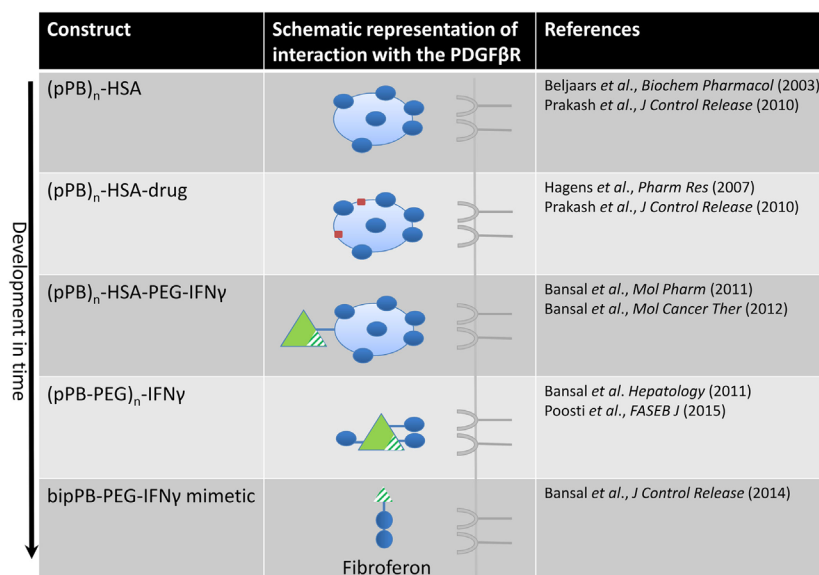 Construct
Schematic representation of
interaction with the PDGFβR
References
Development in time
(pPB)n-HSA
Beljaars et al., Biochem Pharmacol (2003)
Prakash et al., J Control Release (2010)
(pPB)n-HSA-drug
Hagens et al., Pharm Res (2007)
Prakash et al., J Control Release (2010)
(pPB)n-HSA-PEG-IFNγ
Bansal et al., Mol Pharm (2011)
Bansal et al., Mol Cancer Ther (2012)
(pPB-PEG)n-IFNγ
Bansal et al. Hepatology (2011)
Poosti et al., FASEB J (2015)
bipPB-PEG-IFNγ mimetic
Bansal et al., J Control Release (2014)
Fibroferon